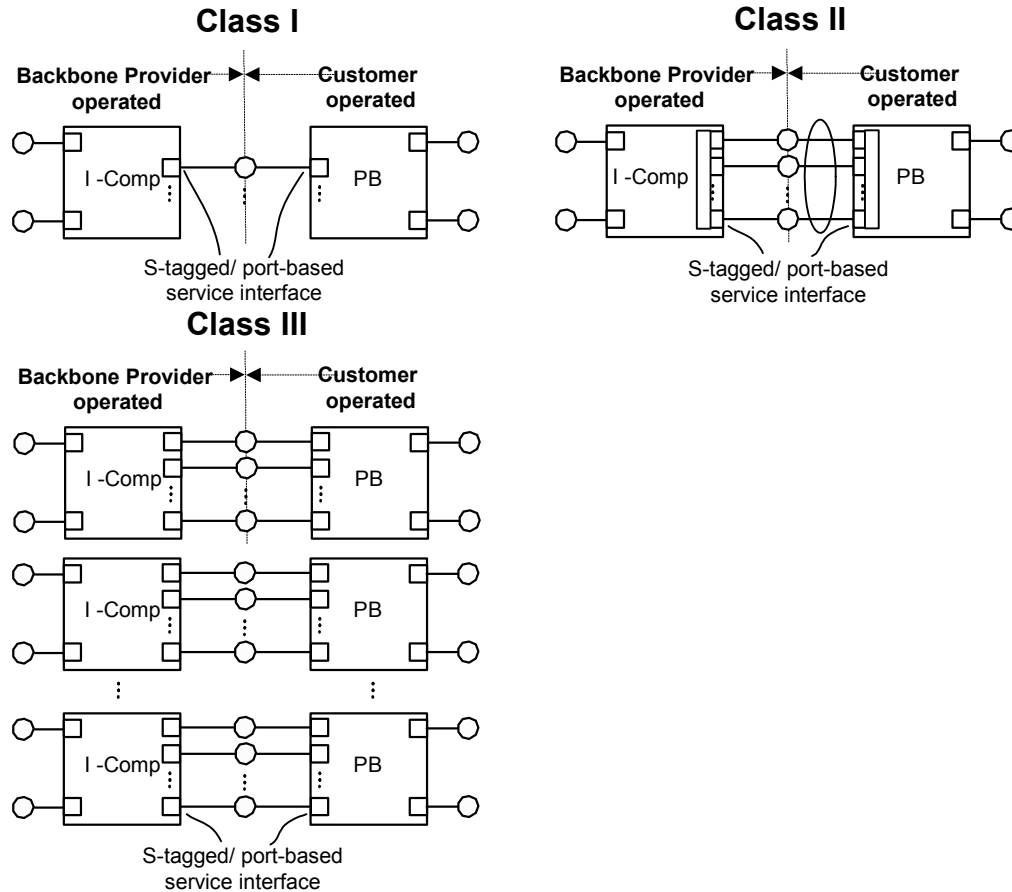 Class I
Backbone Provider
operated
Customer
operated
I -Comp
PB
S-tagged/ port-based
service interface
Class II
Backbone Provider
operated
Customer
operated
I -Comp
PB
S-tagged/ port-based
service interface
Class III
Backbone Provider
operated
Customer
operated
I -Comp
PB
I -Comp
PB
I -Comp
PB
S-tagged/ port-based
service interface